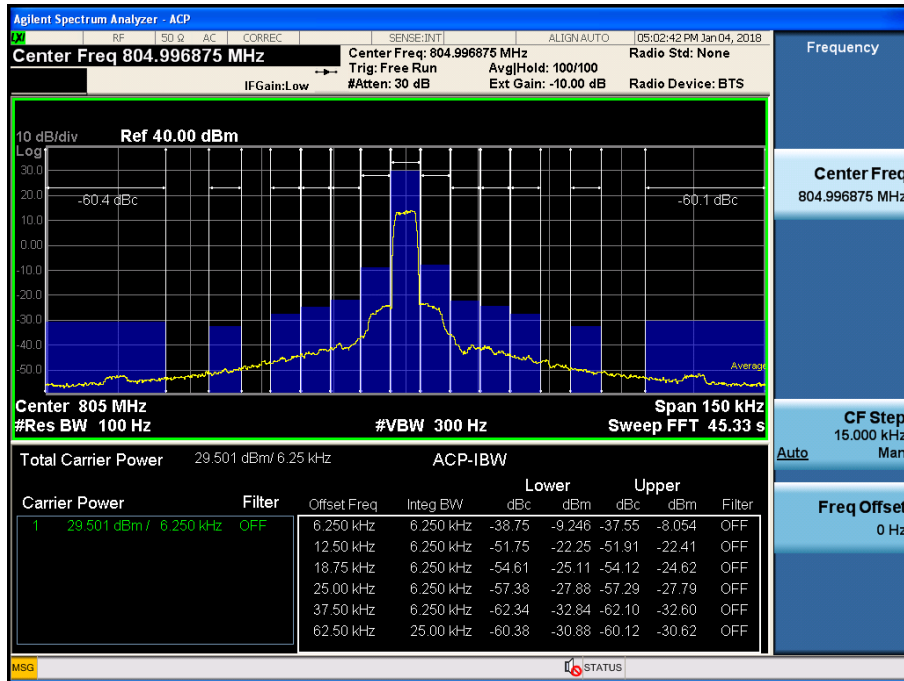 Agilent Spectrum Analyzer - ACP
LXI RF 50 Ω AC CORREC SENSE:INT ALIGN AUTO 05:02:42 PM Jan 04, 2018
Center Freq 804.996875 MHz
Center Freq: 804.996875 MHz Radio Std: None
Trig: Free Run Avg|Hold: 100/100
IFGain:Low #Atten: 30 dB Ext Gain: -10.00 dB Radio Device: BTS
10 dB/div Ref 40.00 dBm
Log
30.0
20.0
-60.4 dBc -60.1 dBc
10.0
0.00
-10.0
-20.0
-30.0
-40.0
-50.0
Average
Center 805 MHz Span 150 kHz
#Res BW 100 Hz #VBW 300 Hz Sweep FFT 45.33 s
Total Carrier Power 29.501 dBm/ 6.25 kHz ACP-IBW
Lower Upper
Carrier Power Filter Offset Freq Integ BW dBc dBm dBc dBm Filter
1 29.501 dBm / 6.250 kHz OFF 6.250 kHz 6.250 kHz -38.75 -9.246 -37.55 -8.054 OFF
12.50 kHz 6.250 kHz -51.75 -22.25 -51.91 -22.41 OFF
18.75 kHz 6.250 kHz -54.61 -25.11 -54.12 -24.62 OFF
25.00 kHz 6.250 kHz -57.38 -27.88 -57.29 -27.79 OFF
37.50 kHz 6.250 kHz -62.34 -32.84 -62.10 -32.60 OFF
62.50 kHz 25.00 kHz -60.38 -30.88 -60.12 -30.62 OFF
MSG STATUS
Frequency
Center Freq
804.996875 MHz
CF Step
15.000 kHz
Auto Man
Freq Offset
0 Hz